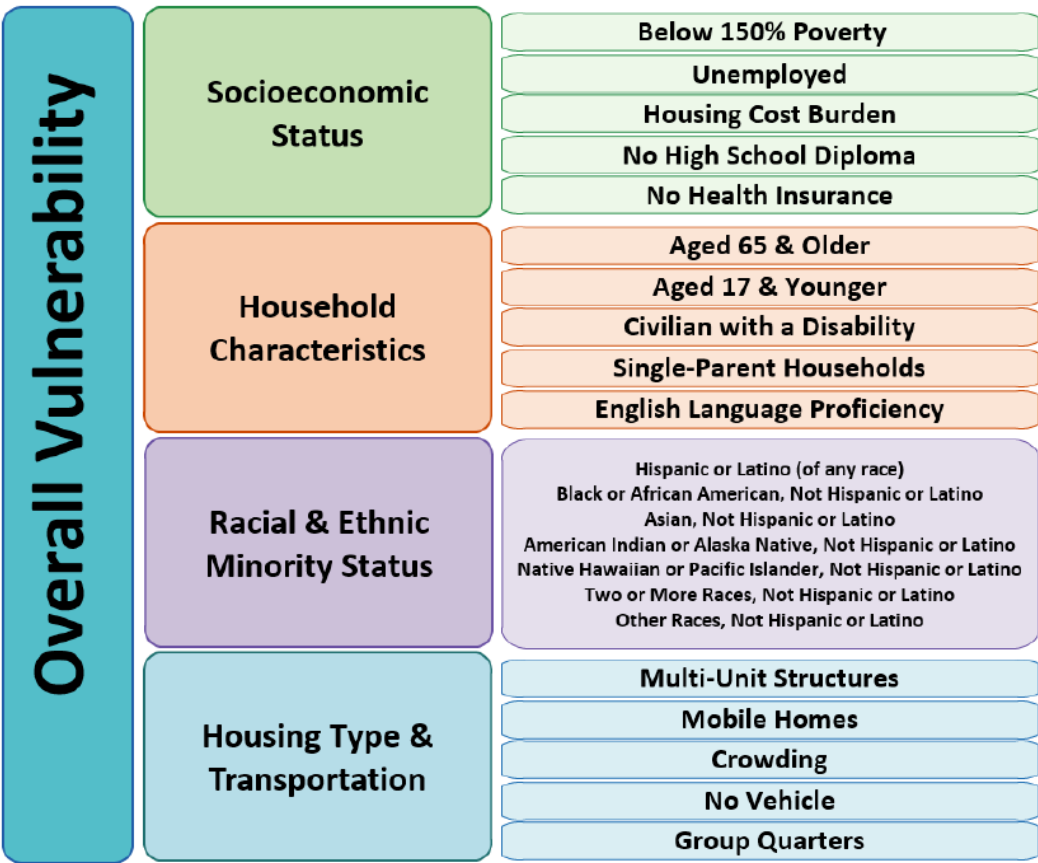 Overall Vulnerability
Socioeconomic
Status
Below 150% Poverty
Unemployed
Housing Cost Burden
No High School Diploma
No Health Insurance
Household
Characteristics
Aged 65 & Older
Aged 17 & Younger
Civilian with a Disability
Single-Parent Households
English Language Proficiency
Racial & Ethnic
Minority Status
Hispanic or Latino (of any race)
Black or African American, Not Hispanic or Latino
Asian, Not Hispanic or Latino
American Indian or Alaska Native, Not Hispanic or Latino
Native Hawaiian or Pacific Islander, Not Hispanic or Latino
Two or More Races, Not Hispanic or Latino
Other Races, Not Hispanic or Latino
Housing Type &
Transportation
Multi-Unit Structures
Mobile Homes
Crowding
No Vehicle
Group Quarters